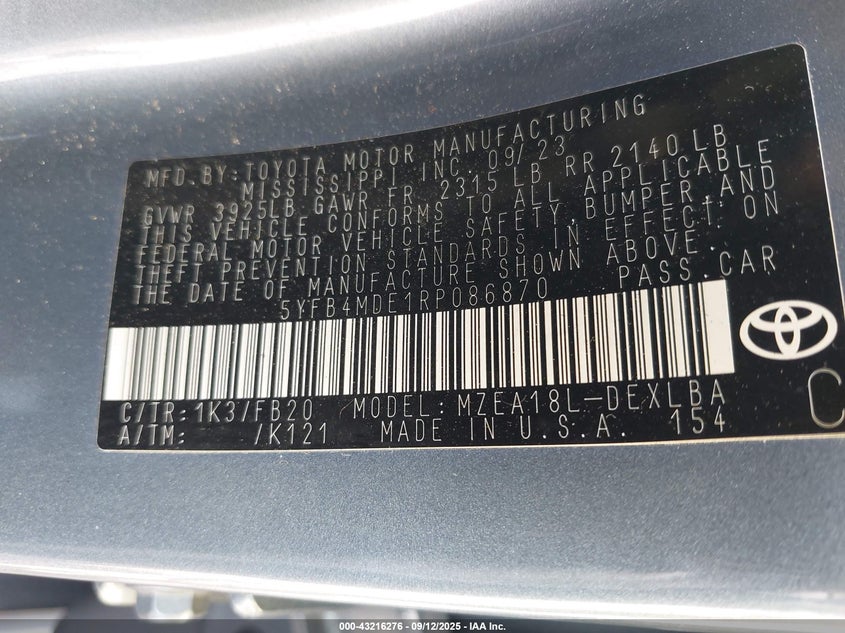 MFD.BY:TOYOTA MOTOR MANUFACTURING
MISSISSIPPI INC. 09/23
GVWR 3925LB GAWR FR 2315LB RR 2140LB
THIS VEHICLE CONFORMS TO ALL APPLICABLE
FEDERAL MOTOR VEHICLE SAFETY, BUMPER AND
THEFT PREVENTION STANDARDS IN EFFECT ON
THE DATE OF MANUFACTURE SHOWN ABOVE.
5YFB4MDE1RP086870 PASS.CAR
C/TR:1K3/FB20 MODEL:MZEA18L-DEXLBA
A/TM: /K121 MADE IN U.S.A. 154
C
000-43216276 - 09/12/2025 - IAA Inc.